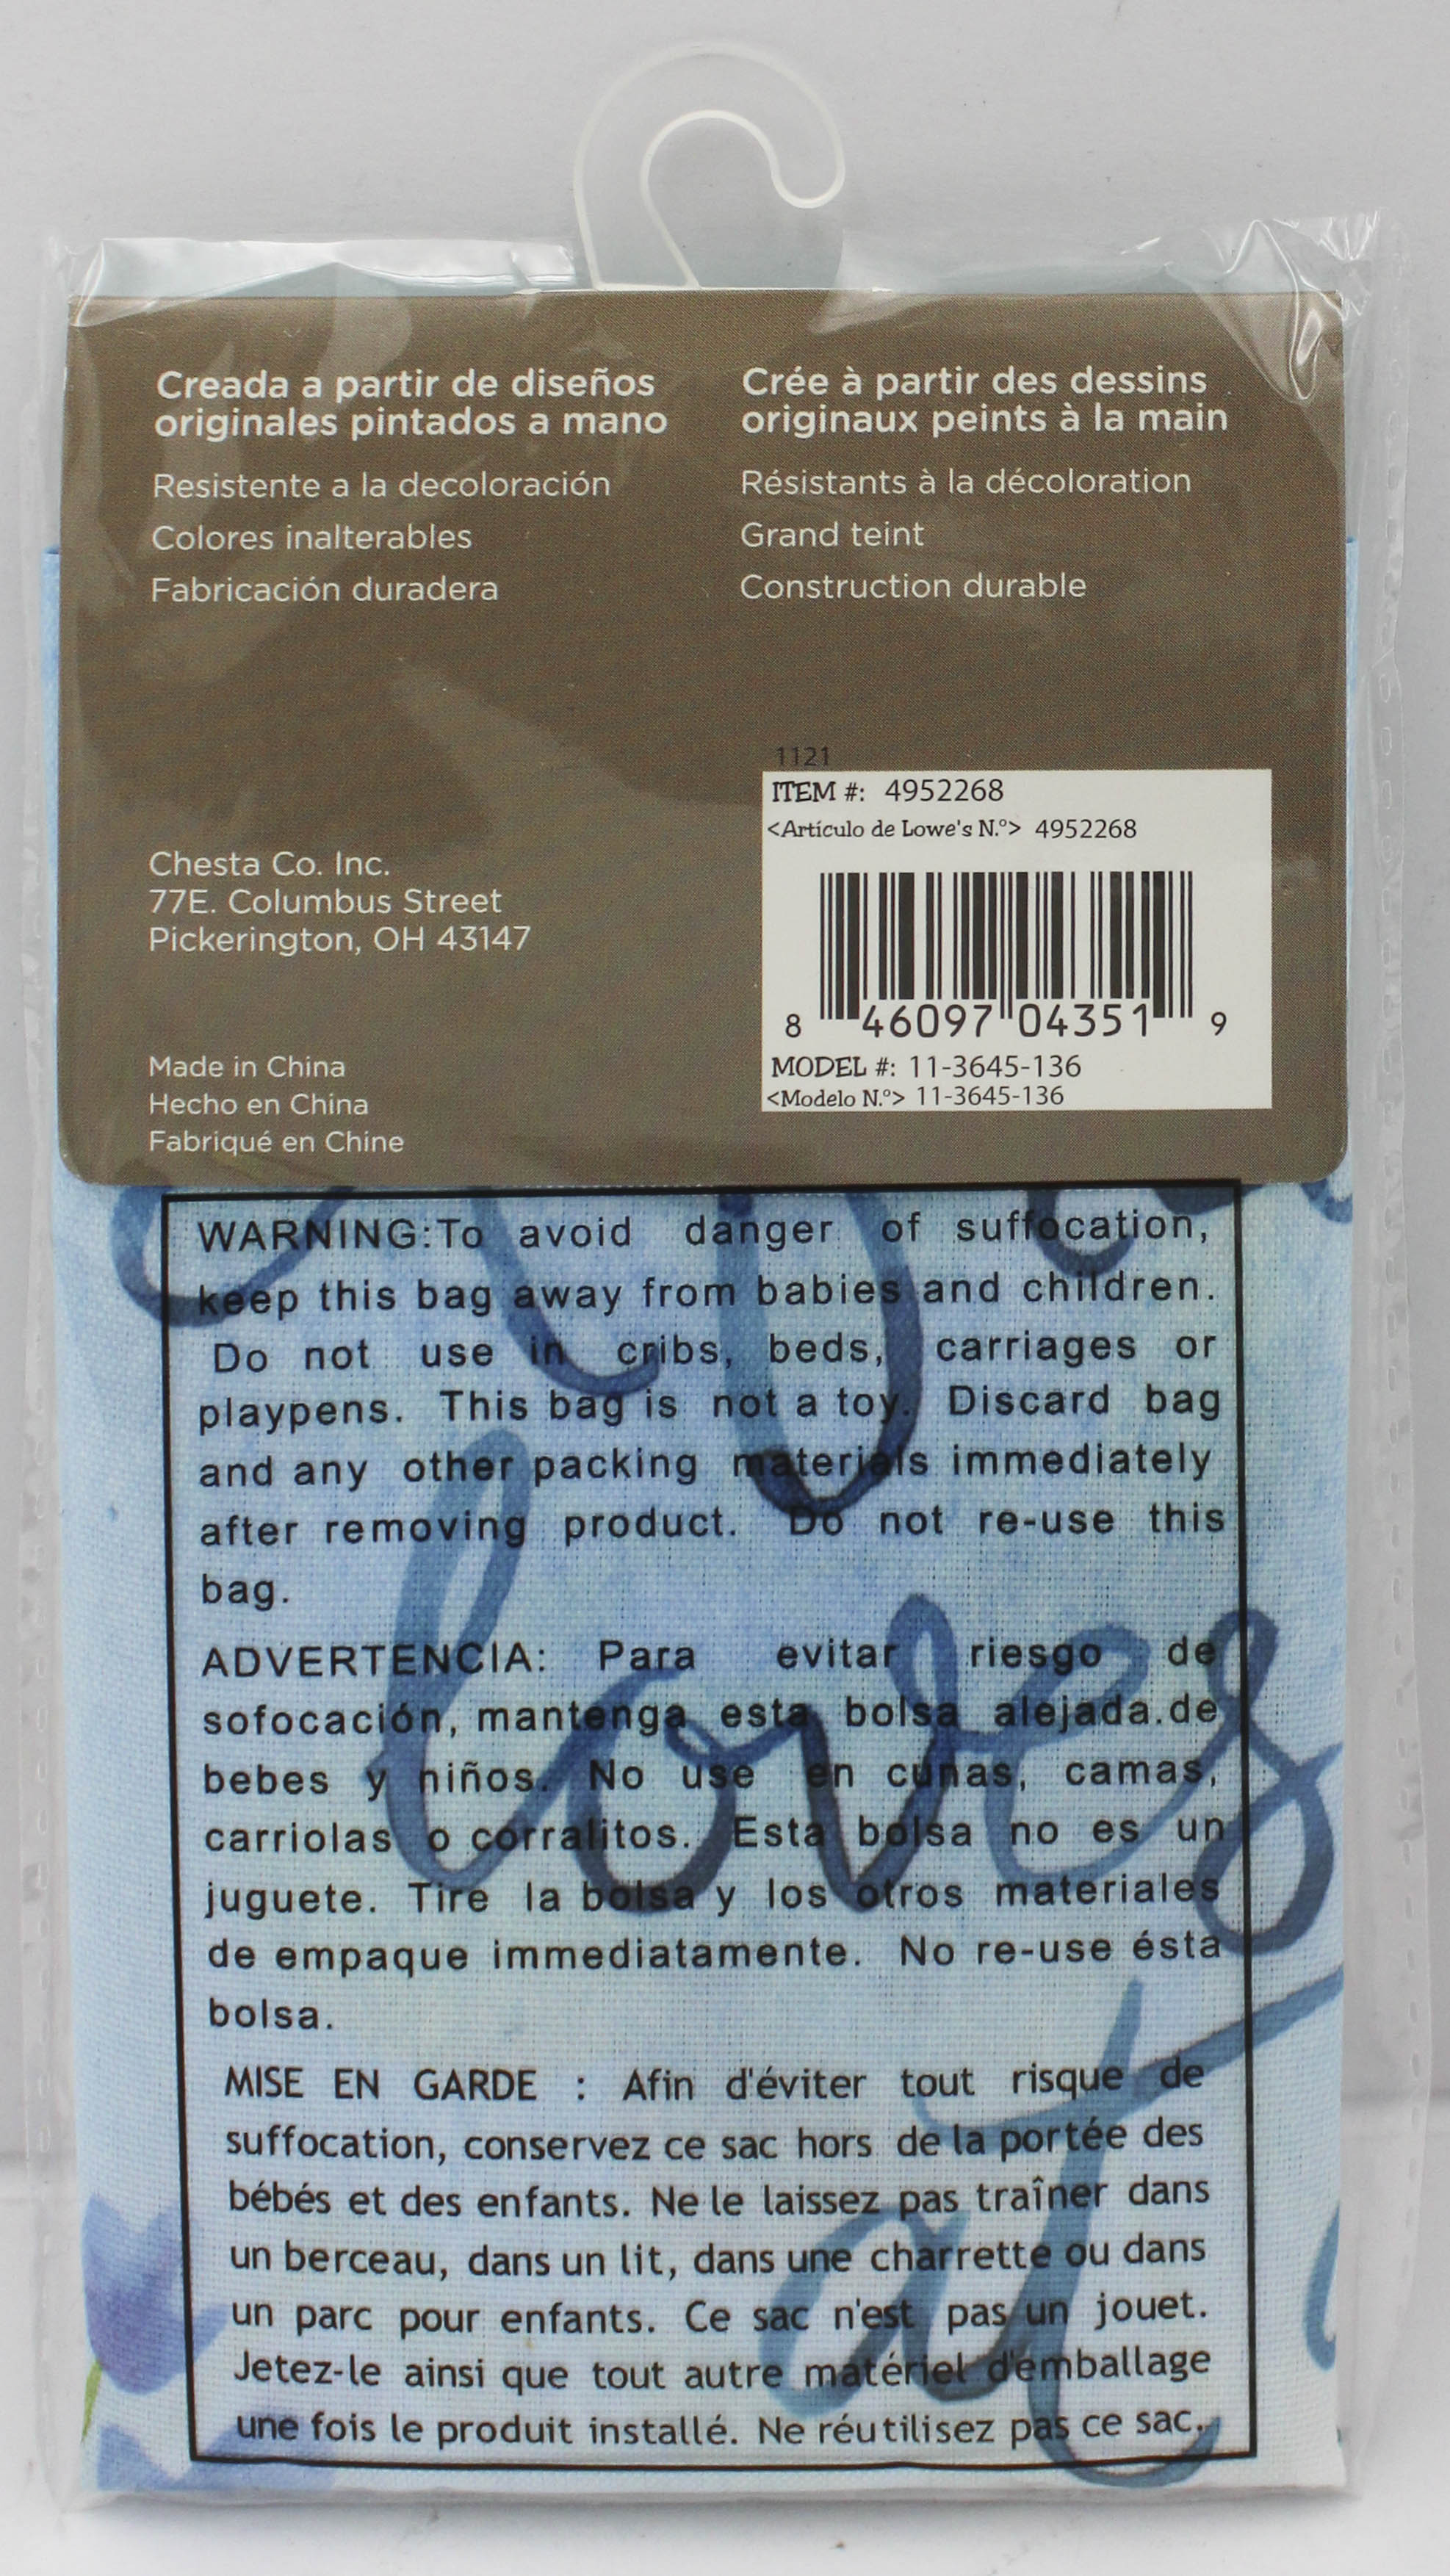 Creada a partir de diseños
originales pintados a mano
Resistente a la decoloración
Colores inalterables
Fabricación duradera
Crée à partir des dessins
originaux peints à la main
Résistants à la décoloration
Grand teint
Construction durable
Chesta Co. Inc.
77E. Columbus Street
Pickerington, OH 43147
Made in China
Hecho en China
Fabriqué en Chine
1121
ITEM #: 4952268
<Artículo de Lowe's N.º> 4952268
8 46097 04351 9
MODEL #: 11-3645-136
<Modelo N.º> 11-3645-136
WARNING:To avoid danger of suffocation,
keep this bag away from babies and children.
Do not use in cribs, beds, carriages or
playpens. This bag is not a toy. Discard bag
and any other packing materials immediately
after removing product. Do not re-use this
bag.
ADVERTENCIA: Para evitar riesgo de
sofocación, mantenga esta bolsa alejada.de
bebes y niños. No use en cunas, camas,
carriolas o corralitos. Esta bolsa no es un
juguete. Tire la bolsa y los otros materiales
de empaque immediatamente. No re-use ésta
bolsa.
MISE EN GARDE : Afin d'éviter tout risque de
suffocation, conservez ce sac hors de la portée des
bébés et des enfants. Ne le laissez pas traîner dans
un berceau, dans un lit, dans une charrette ou dans
un parc pour enfants. Ce sac n'est pas un jouet.
Jetez-le ainsi que tout autre matériel d'emballage
une fois le produit installé. Ne réutilisez pas ce sac.
loves
at